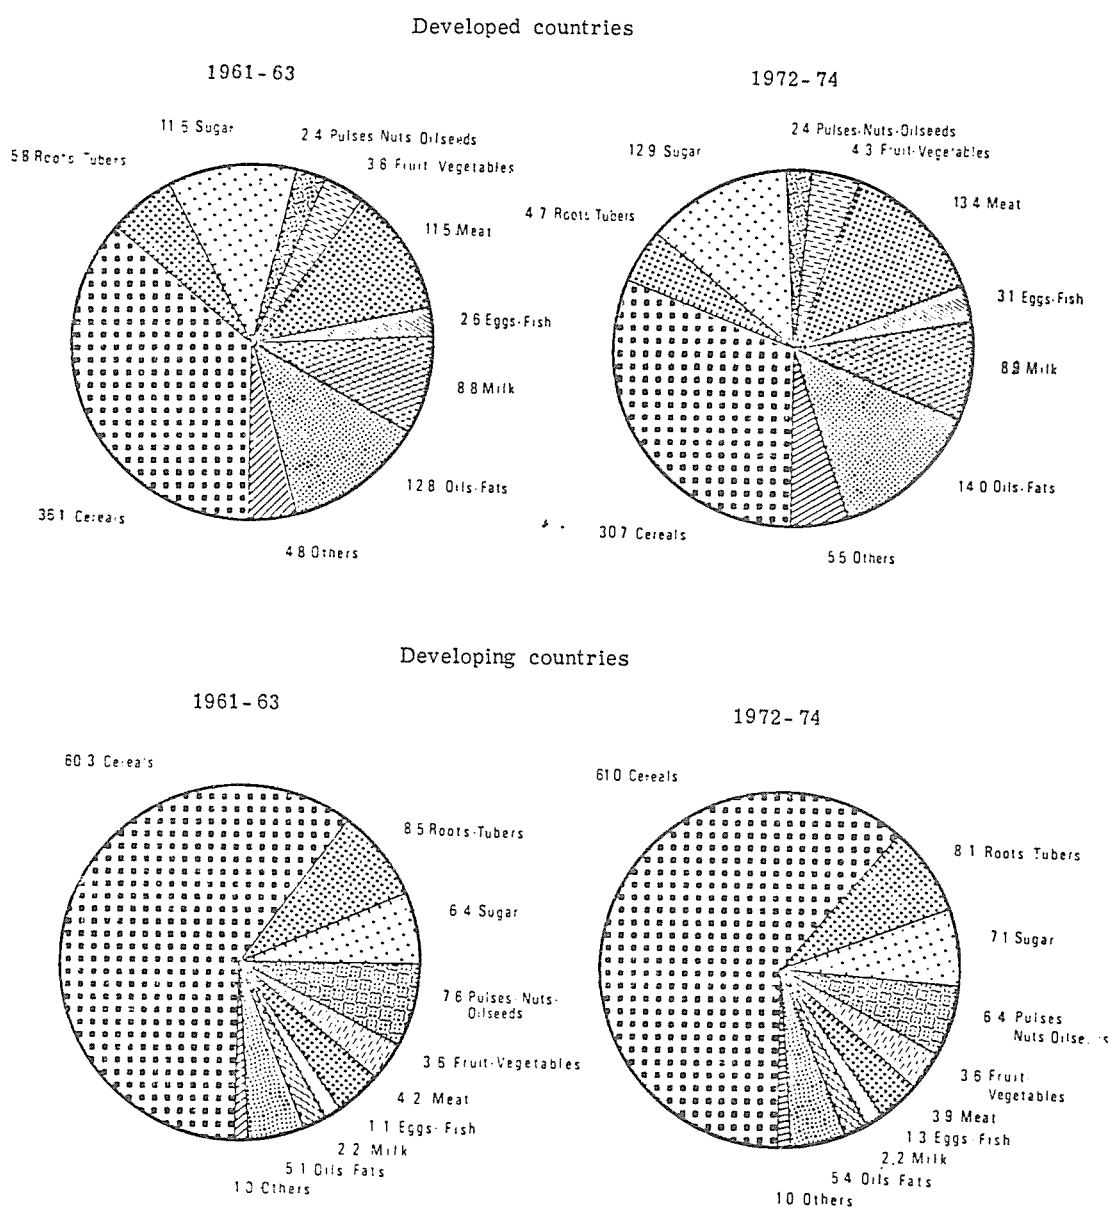 Developed countries
1961-63
1972-74
11 5 Sugar
2 4 Pulses Nuts Oilseeds
5 8 Roots Tubers
3 6 Fruit Vegetables
11 5 Meat
2 6 Eggs-Fish
8 8 Milk
12 8 Oils-Fats
36 1 Cereals
4 8 Others
2 4 Pulses-Nuts-Oilseeds
12 9 Sugar
4 3 Fruit-Vegetables
13 4 Meat
4 7 Roots Tubers
3 1 Eggs-Fish
8 9 Milk
14 0 Oils-Fats
30 7 Cereals
5 5 Others
Developing countries
1961-63
1972-74
60 3 Cereals
8 5 Roots-Tubers
6 4 Sugar
7 6 Pulses-Nuts-
Oilseeds
3 6 Fruit-Vegetables
4 2 Meat
1 1 Eggs-Fish
2 2 Milk
5 1 Oils Fats
1 0 Others
61 0 Cereals
8 1 Roots Tubers
7 1 Sugar
6 4 Pulses
Nuts
3 6 Fruit-
Vegetables
3 9 Meat
1 3 Eggs-Fish
2.2 Milk
5 4 Oils Fats
1 0 Others